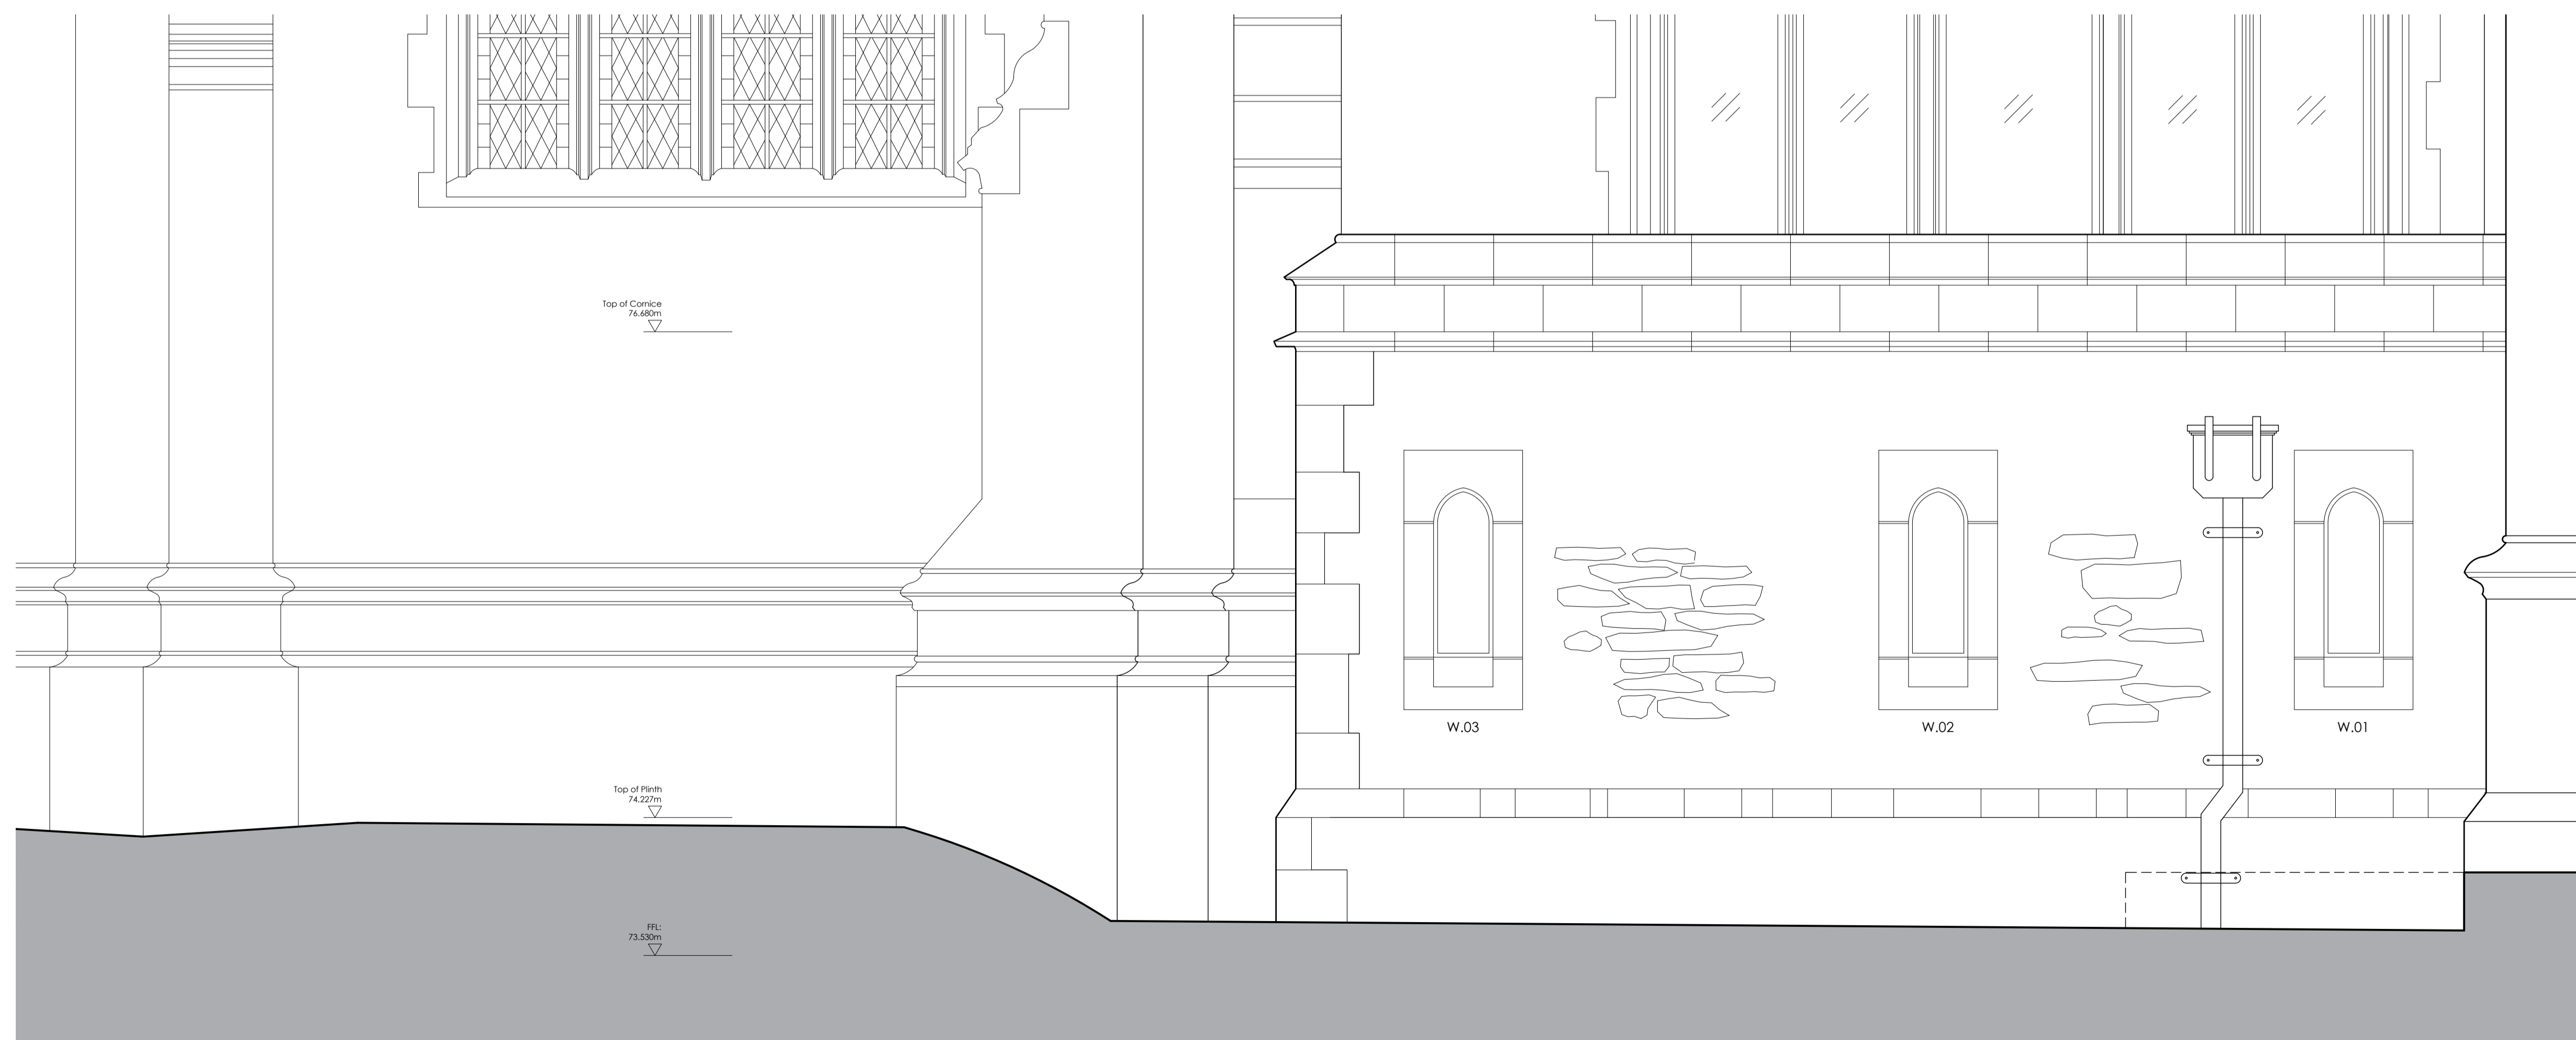 Top of Cornice
76.680m
W.03
W.02
W.01
Top of Plinth
74.227m
FFL:
73.530m